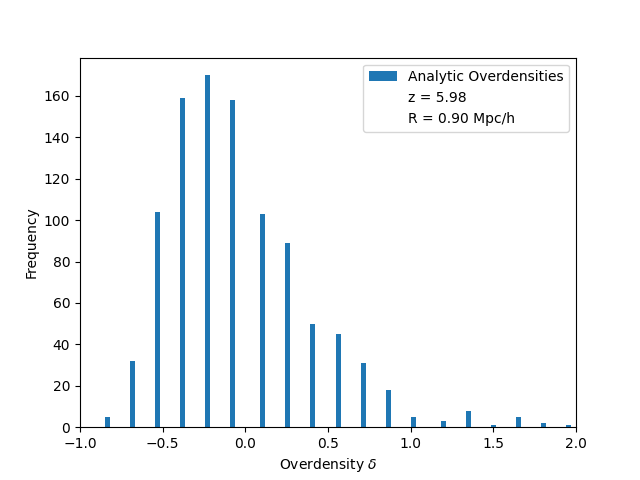 Analytic Overdensities
z = 5.98
R = 0.90 Mpc/h
160
140
120
100
80
60
40
20
0
Frequency
−1.0 −0.5 0.0 0.5 1.0 1.5 2.0
Overdensity δ